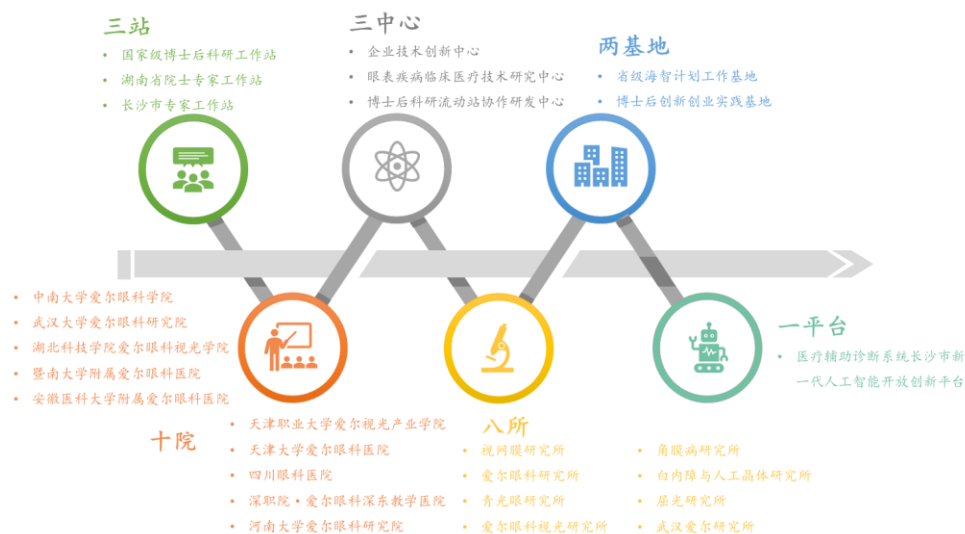 三站
• 国家级博士后科研工作站
• 湖南省院士专家工作站
• 长沙市专家工作站
三中心
• 企业技术创新中心
• 眼表疾病临床医疗技术研究中心
• 博士后科研流动站协作研发中心
两基地
• 省级海智计划工作基地
• 博士后创新创业实践基地
• 中南大学爱尔眼科学院
• 武汉大学爱尔眼科研究院
• 湖北科技学院爱尔眼科视光学院
• 暨南大学附属爱尔眼科医院
• 安徽医科大学附属爱尔眼科医院
十院
• 天津职业大学爱尔视光产业学院
• 天津大学爱尔眼科医院
• 四川眼科医院
• 深职院·爱尔眼科深东教学医院
• 河南大学爱尔眼科研究院
八所
• 视网膜研究所
• 爱尔眼科研究所
• 青光眼研究所
• 爱尔眼科视光研究所
• 角膜病研究所
• 白内障与人工晶体研究所
• 屈光研究所
• 武汉爱尔研究所
一平台
• 医疗辅助诊断系统长沙市新
一代人工智能开放创新平台